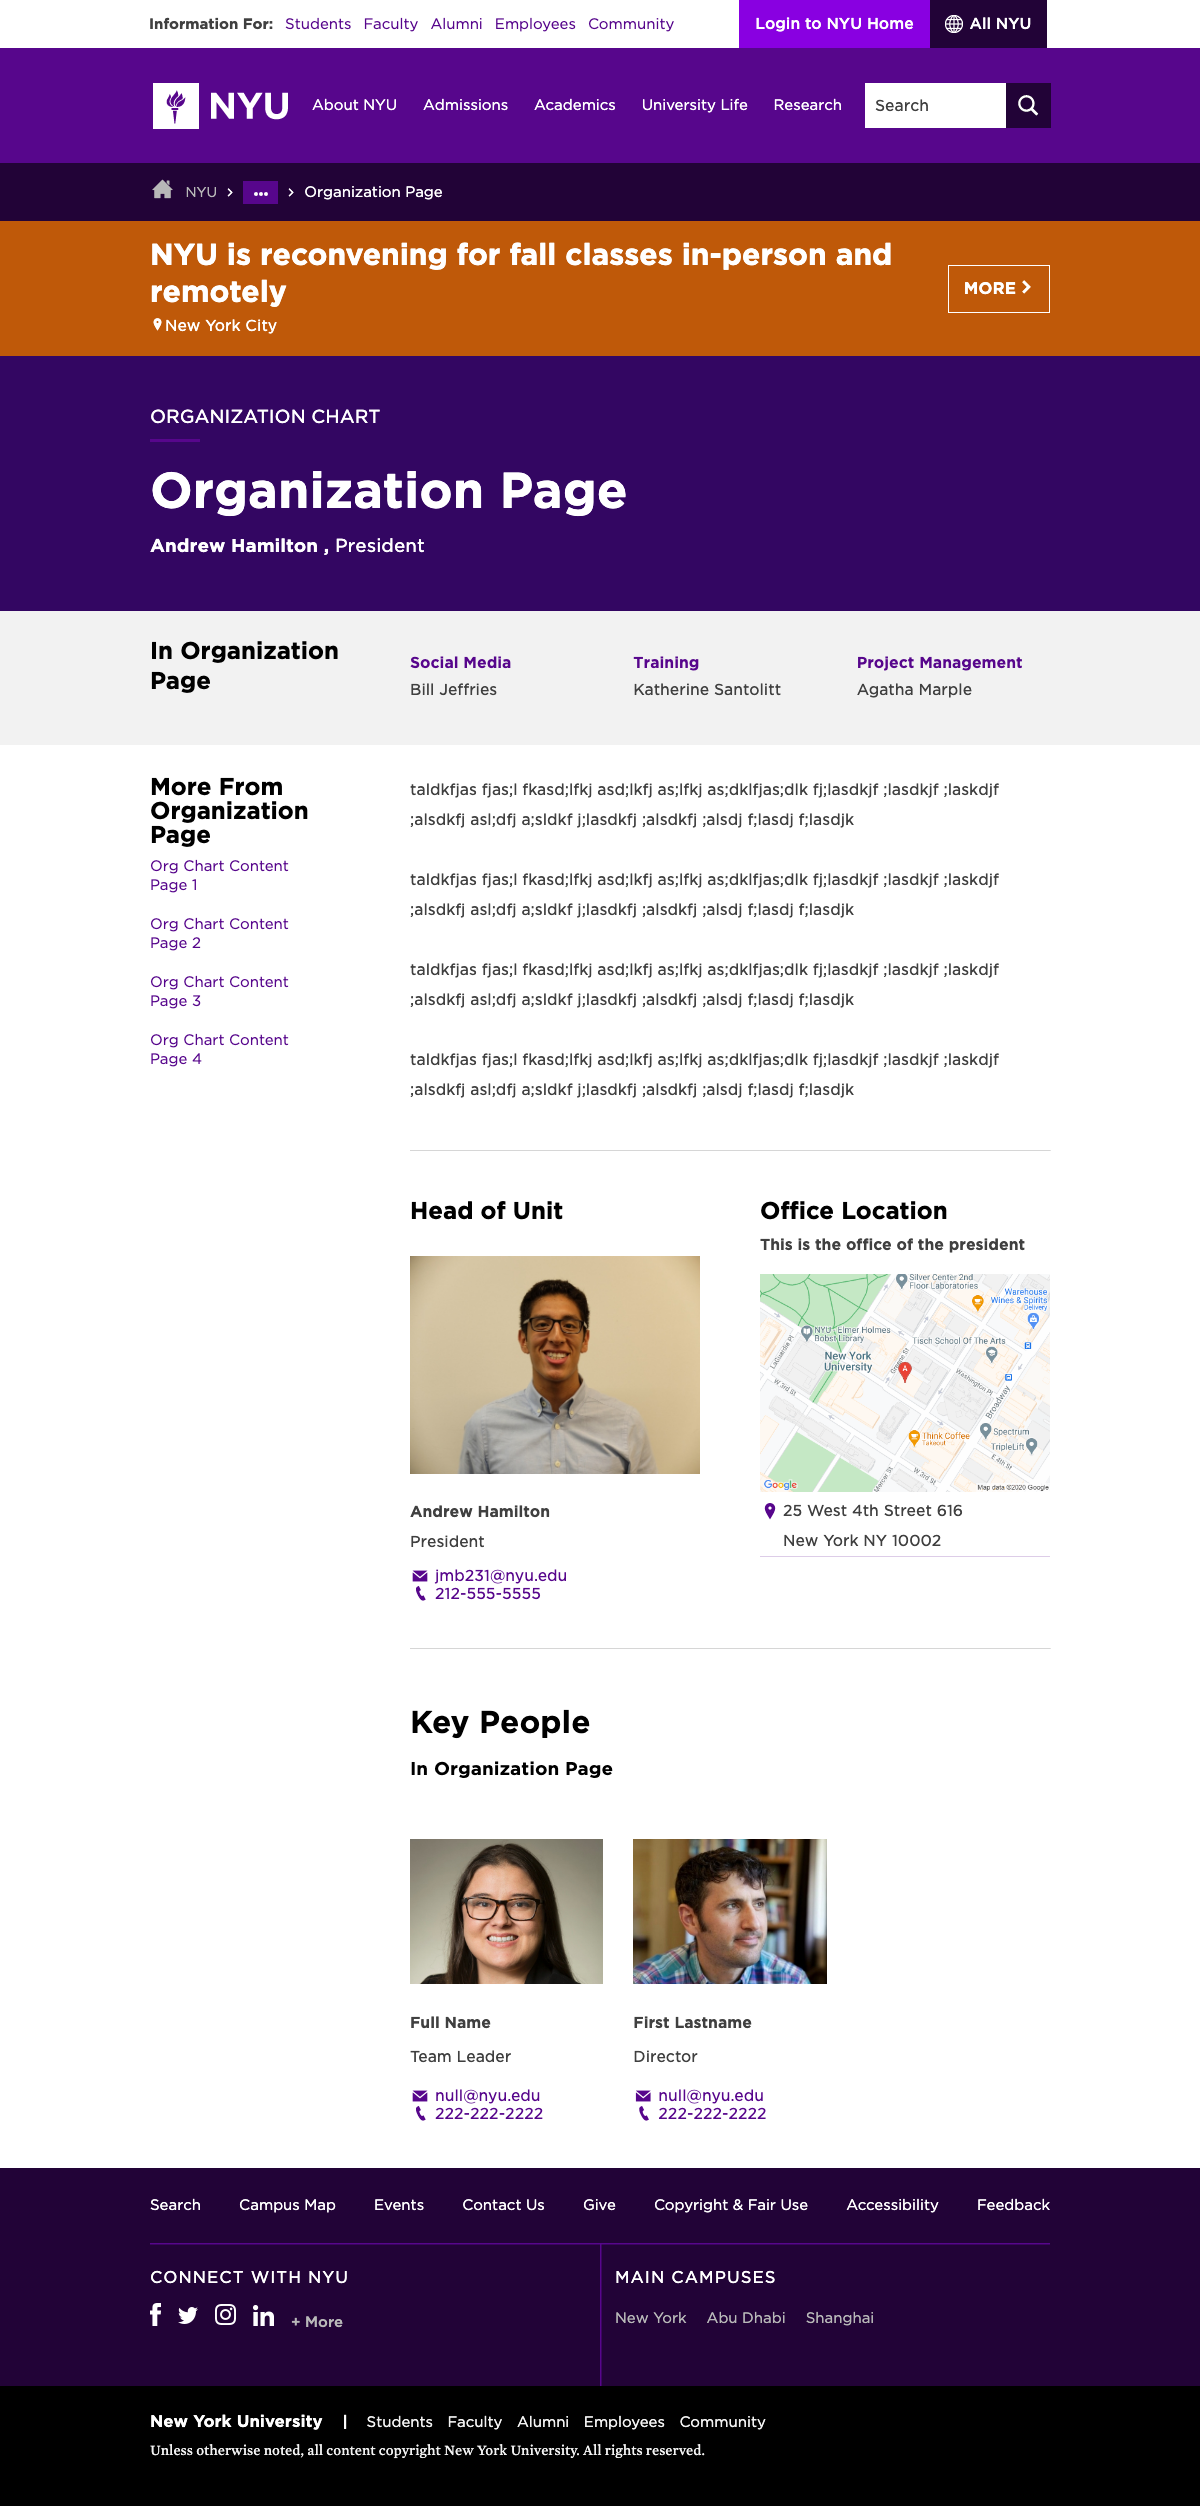 Information For: Students Faculty Alumni Employees Community Login to NYU Home All NYU
NYU About NYU Admissions Academics University Life Research Search
NYU › ••• › Organization Page
NYU is reconvening for fall classes in-person and
remotely
New York City
MORE
ORGANIZATION CHART
Organization Page
Andrew Hamilton , President
In Organization
Page
Social Media
Bill Jeffries
Training
Katherine Santolitt
Project Management
Agatha Marple
More From
Organization
Page
Org Chart Content
Page 1
Org Chart Content
Page 2
Org Chart Content
Page 3
Org Chart Content
Page 4
taldkfjas fjas;l fkasd;lfkj asd;lkfj as;lfkj as;dklfjas;dlk fj;lasdkjf ;lasdkjf ;laskdjf
;alsdkfj asl;dfj a;sldkf j;lasdkfj ;alsdkfj ;alsdj f;lasdj f;lasdjk
taldkfjas fjas;l fkasd;lfkj asd;lkfj as;lfkj as;dklfjas;dlk fj;lasdkjf ;lasdkjf ;laskdjf
;alsdkfj asl;dfj a;sldkf j;lasdkfj ;alsdkfj ;alsdj f;lasdj f;lasdjk
taldkfjas fjas;l fkasd;lfkj asd;lkfj as;lfkj as;dklfjas;dlk fj;lasdkjf ;lasdkjf ;laskdjf
;alsdkfj asl;dfj a;sldkf j;lasdkfj ;alsdkfj ;alsdj f;lasdj f;lasdjk
taldkfjas fjas;l fkasd;lfkj asd;lkfj as;lfkj as;dklfjas;dlk fj;lasdkjf ;lasdkjf ;laskdjf
;alsdkfj asl;dfj a;sldkf j;lasdkfj ;alsdkfj ;alsdj f;lasdj f;lasdjk
Head of Unit
Andrew Hamilton
President
jmb231@nyu.edu
212-555-5555
Office Location
This is the office of the president
Silver Center 2nd
Floor Laboratories
Warehouse
Wines & Spirits
Delivery
NYU Elmer Holmes
Bobst Library
Tisch School Of The Arts
LaGuardia Pl
New York
University
Greene St
A
Washington Pl
W 3rd St
Broadway
Think Coffee
Takeout
Spectrum
TripleLift
E 4th St
W 3rd St
Mercer St
Google
Map data ©2020 Google
25 West 4th Street 616
New York NY 10002
Key People
In Organization Page
Full Name
Team Leader
null@nyu.edu
222-222-2222
First Lastname
Director
null@nyu.edu
222-222-2222
Search Campus Map Events Contact Us Give Copyright & Fair Use Accessibility Feedback
CONNECT WITH NYU
+ More
MAIN CAMPUSES
New York Abu Dhabi Shanghai
New York University | Students Faculty Alumni Employees Community
Unless otherwise noted, all content copyright New York University. All rights reserved.